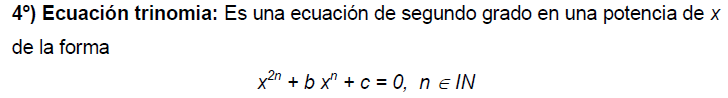 4º) Ecuación trinomia: Es una ecuación de segundo grado en una potencia de x
de la forma
x²ⁿ + b xⁿ + c = 0, n ∈ IN